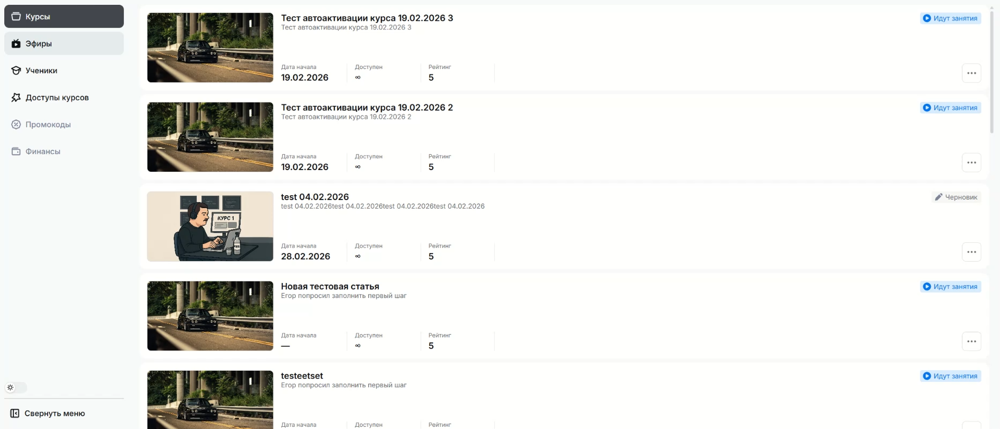 Курсы
Эфиры
Ученики
Доступы курсов
Промокоды
Финансы
Свернуть меню
Тест автоактивации курса 19.02.2026 3
Идут занятия
Тест автоактивации курса 19.02.2026 3
Дата начала Доступен Рейтинг
19.02.2026 ∞ 5
Тест автоактивации курса 19.02.2026 2
Идут занятия
Тест автоактивации курса 19.02.2026 2
Дата начала Доступен Рейтинг
19.02.2026 ∞ 5
КУРС 1
test 04.02.2026
Черновик
test 04.02.2026test 04.02.2026test 04.02.2026test 04.02.2026
Дата начала Доступен Рейтинг
28.02.2026 ∞ 5
Новая тестовая статья
Идут занятия
Егор попросил заполнить первый шаг
Дата начала Доступен Рейтинг
— ∞ 5
testeetset
Идут занятия
Егор попросил заполнить первый шаг
Дата начала Доступен Рейтинг